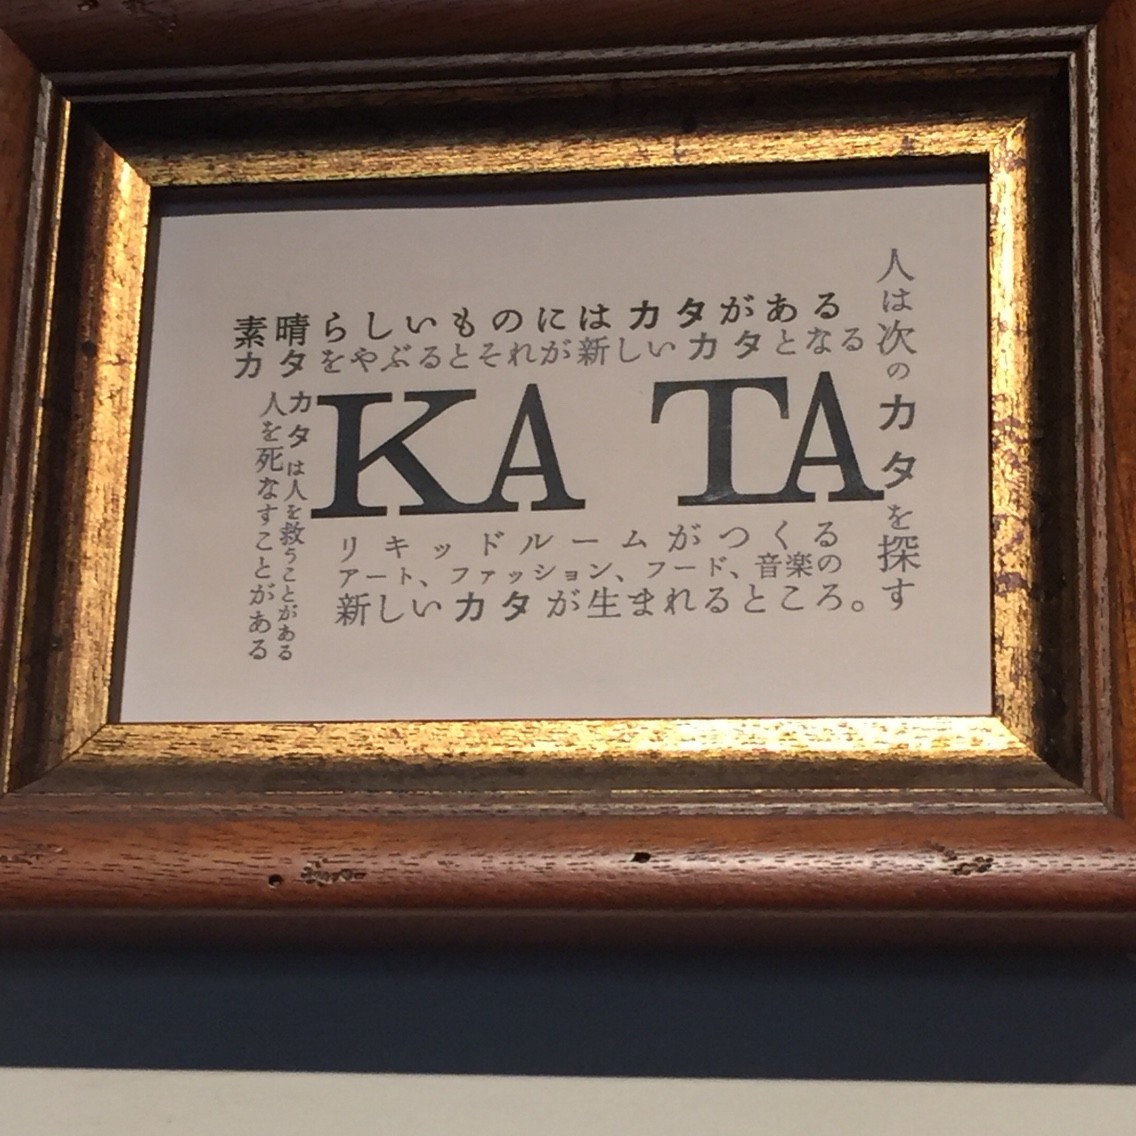 素晴らしいものにはカタがある
カタをやぶるとそれが新しいカタとなる
人は次のカタを探す
カタは人を救うことがある
人を死なすことがある
KATA
リキッドルームがつくる
アート、ファッション、フード、音楽の
新しいカタが生まれるところ。